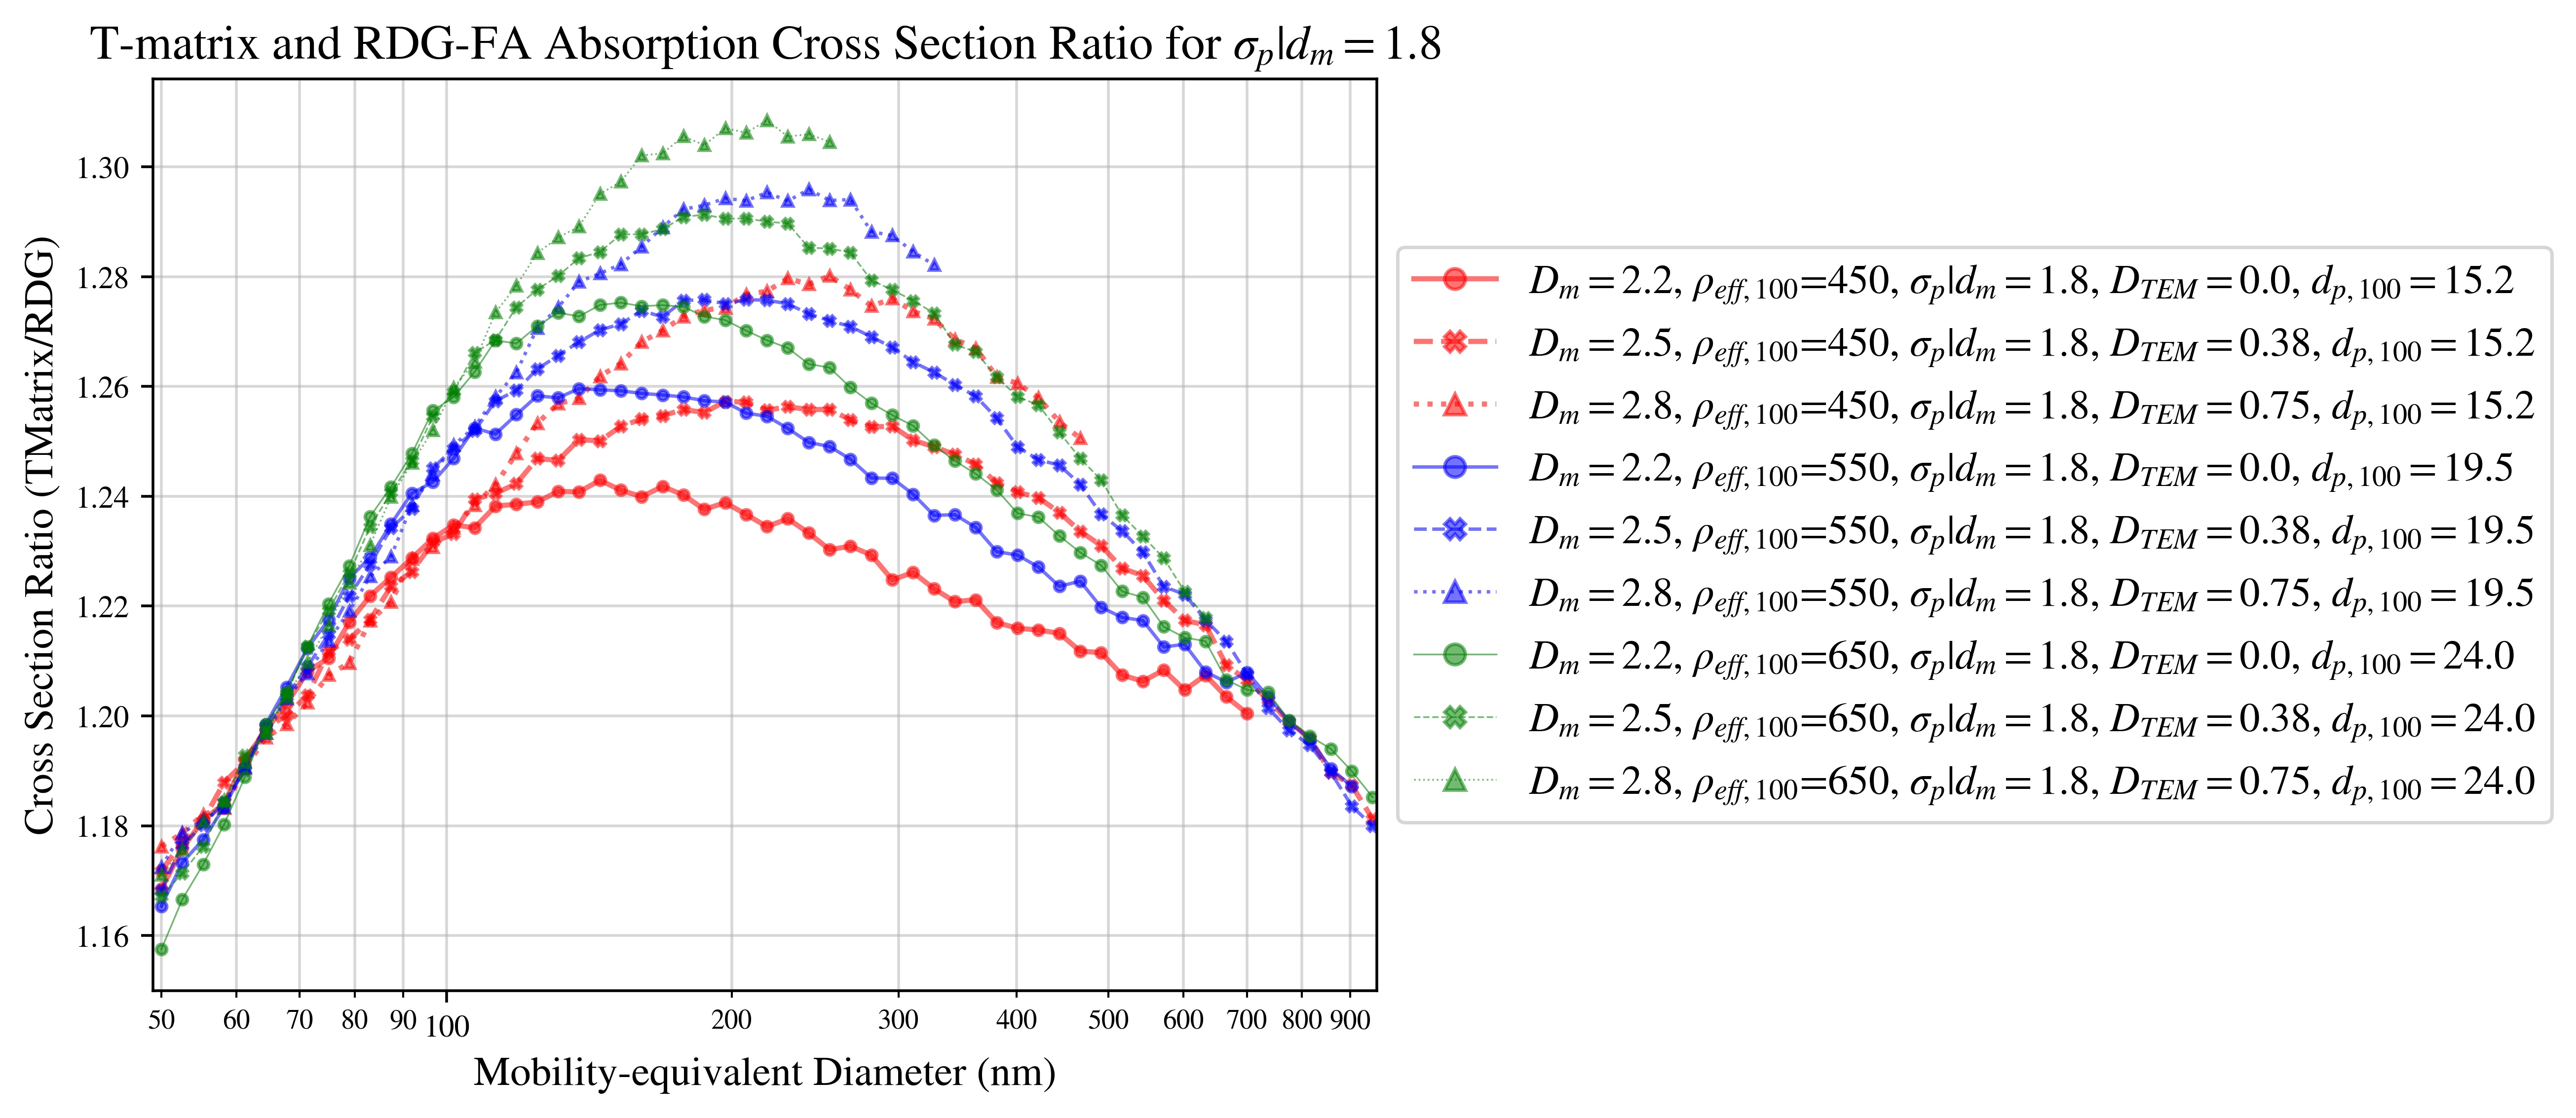 T-matrix and RDG-FA Absorption Cross Section Ratio for σp|dm = 1.8
Cross Section Ratio (TMatrix/RDG)
1.30
1.28
1.26
1.24
1.22
1.20
1.18
1.16
50 60 70 80 90 100 200 300 400 500 600 700 800 900
Mobility-equivalent Diameter (nm)
Dm = 2.2, ρeff, 100=450, σp|dm = 1.8, DTEM = 0.0, dp, 100 = 15.2
Dm = 2.5, ρeff, 100=450, σp|dm = 1.8, DTEM = 0.38, dp, 100 = 15.2
Dm = 2.8, ρeff, 100=450, σp|dm = 1.8, DTEM = 0.75, dp, 100 = 15.2
Dm = 2.2, ρeff, 100=550, σp|dm = 1.8, DTEM = 0.0, dp, 100 = 19.5
Dm = 2.5, ρeff, 100=550, σp|dm = 1.8, DTEM = 0.38, dp, 100 = 19.5
Dm = 2.8, ρeff, 100=550, σp|dm = 1.8, DTEM = 0.75, dp, 100 = 19.5
Dm = 2.2, ρeff, 100=650, σp|dm = 1.8, DTEM = 0.0, dp, 100 = 24.0
Dm = 2.5, ρeff, 100=650, σp|dm = 1.8, DTEM = 0.38, dp, 100 = 24.0
Dm = 2.8, ρeff, 100=650, σp|dm = 1.8, DTEM = 0.75, dp, 100 = 24.0